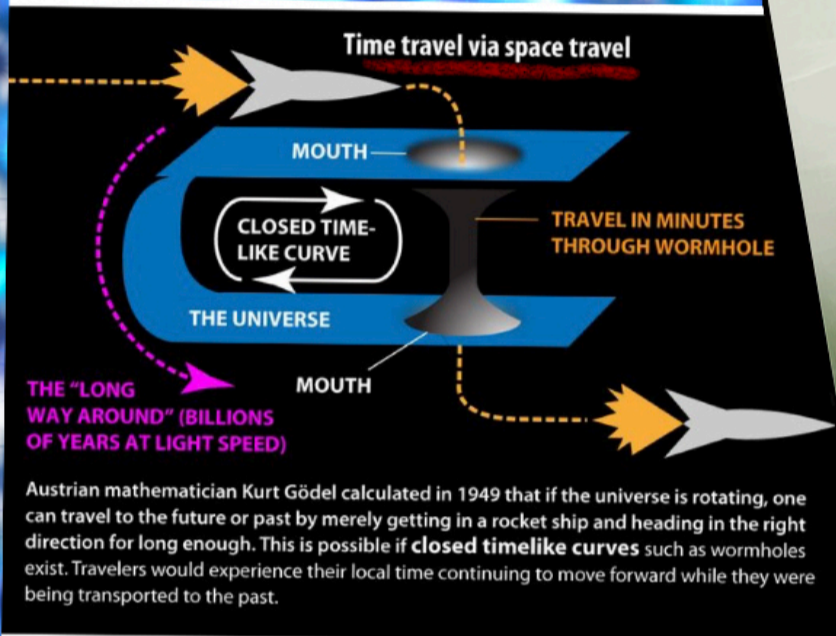 Time travel via space travel
MOUTH
CLOSED TIME-
LIKE CURVE
TRAVEL IN MINUTES
THROUGH WORMHOLE
THE UNIVERSE
MOUTH
THE “LONG
WAY AROUND” (BILLIONS
OF YEARS AT LIGHT SPEED)
Austrian mathematician Kurt Gödel calculated in 1949 that if the universe is rotating, one
can travel to the future or past by merely getting in a rocket ship and heading in the right
direction for long enough. This is possible if closed timelike curves such as wormholes
exist. Travelers would experience their local time continuing to move forward while they were
being transported to the past.